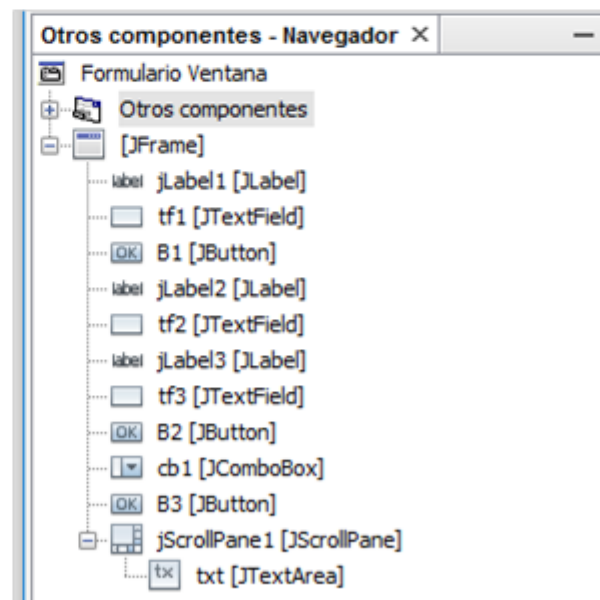 Otros componentes - Navegador ×
Formulario Ventana
Otros componentes
[JFrame]
label jLabel1 [JLabel]
tf1 [JTextField]
OK B1 [JButton]
label jLabel2 [JLabel]
tf2 [JTextField]
label jLabel3 [JLabel]
tf3 [JTextField]
OK B2 [JButton]
cb1 [JComboBox]
OK B3 [JButton]
jScrollPane1 [JScrollPane]
tx txt [JTextArea]